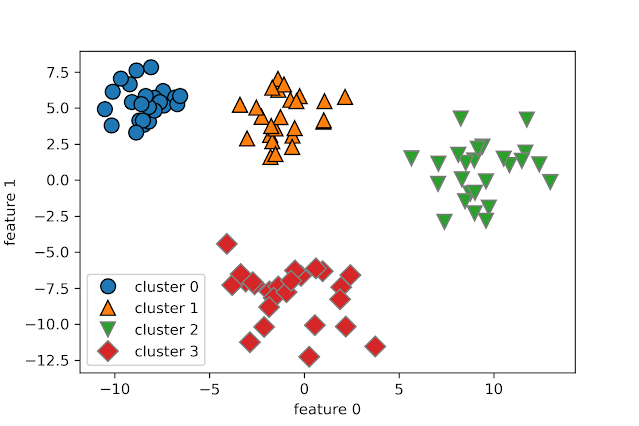 7.5
5.0
2.5
0.0
−2.5
−5.0
−7.5
−10.0
−12.5
feature 1
cluster 0
cluster 1
cluster 2
cluster 3
−10 −5 0 5 10
feature 0